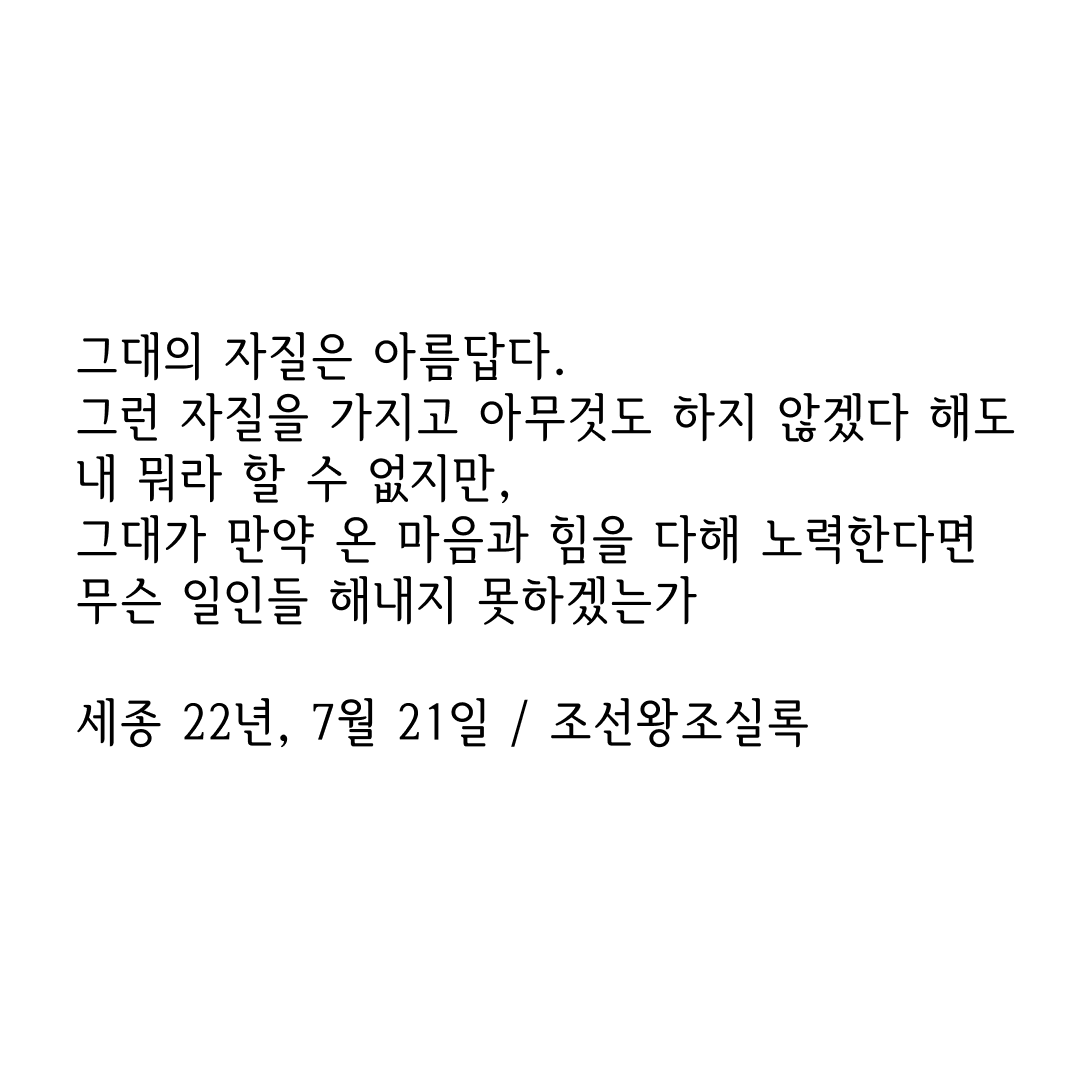 그대의 자질은 아름답다.
그런 자질을 가지고 아무것도 하지 않겠다 해도
내 뭐라 할 수 없지만,
그대가 만약 온 마음과 힘을 다해 노력한다면
무슨 일인들 해내지 못하겠는가
세종 22년, 7월 21일 / 조선왕조실록